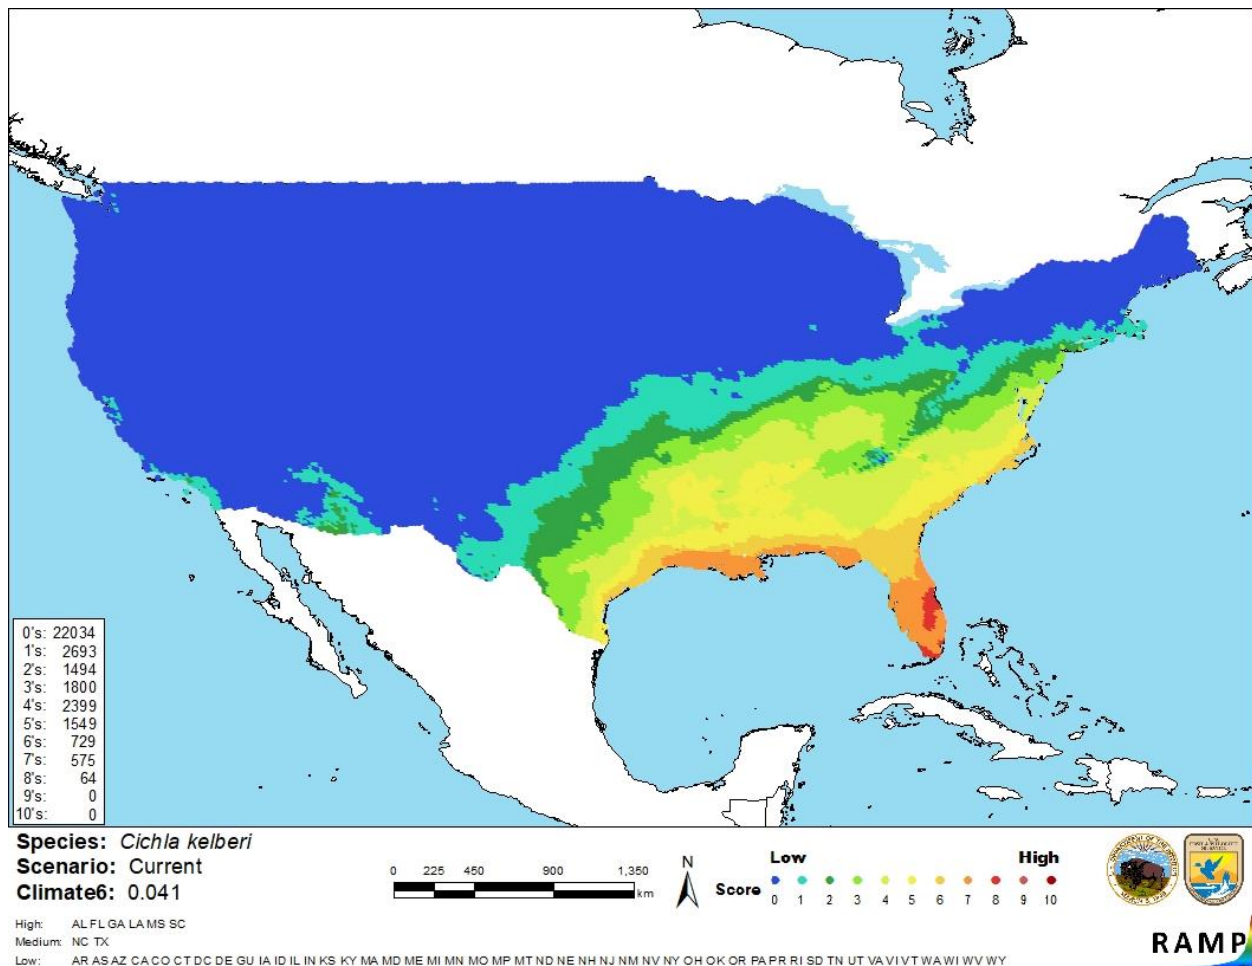 0's: 22034
1's: 2693
2's: 1494
3's: 1800
4's: 2399
5's: 1549
6's: 729
7's: 575
8's: 64
9's: 0
10's: 0
Species: Cichla kelberi
Scenario: Current
Climate6: 0.041
0 225 450 900 1,350
km
N
Low High
Score
0 1 2 3 4 5 6 7 8 9 10
High: AL FL GA LA MS SC
Medium: NC TX
Low: AR AS AZ CA CO CT DC DE GU IA ID IL IN KS KY MA MD ME MI MN MO MP MT ND NE NH NJ NM NV NY OH OK OR PA PR RI SD TN UT VA VI VT WA WI WV WY
RAMP